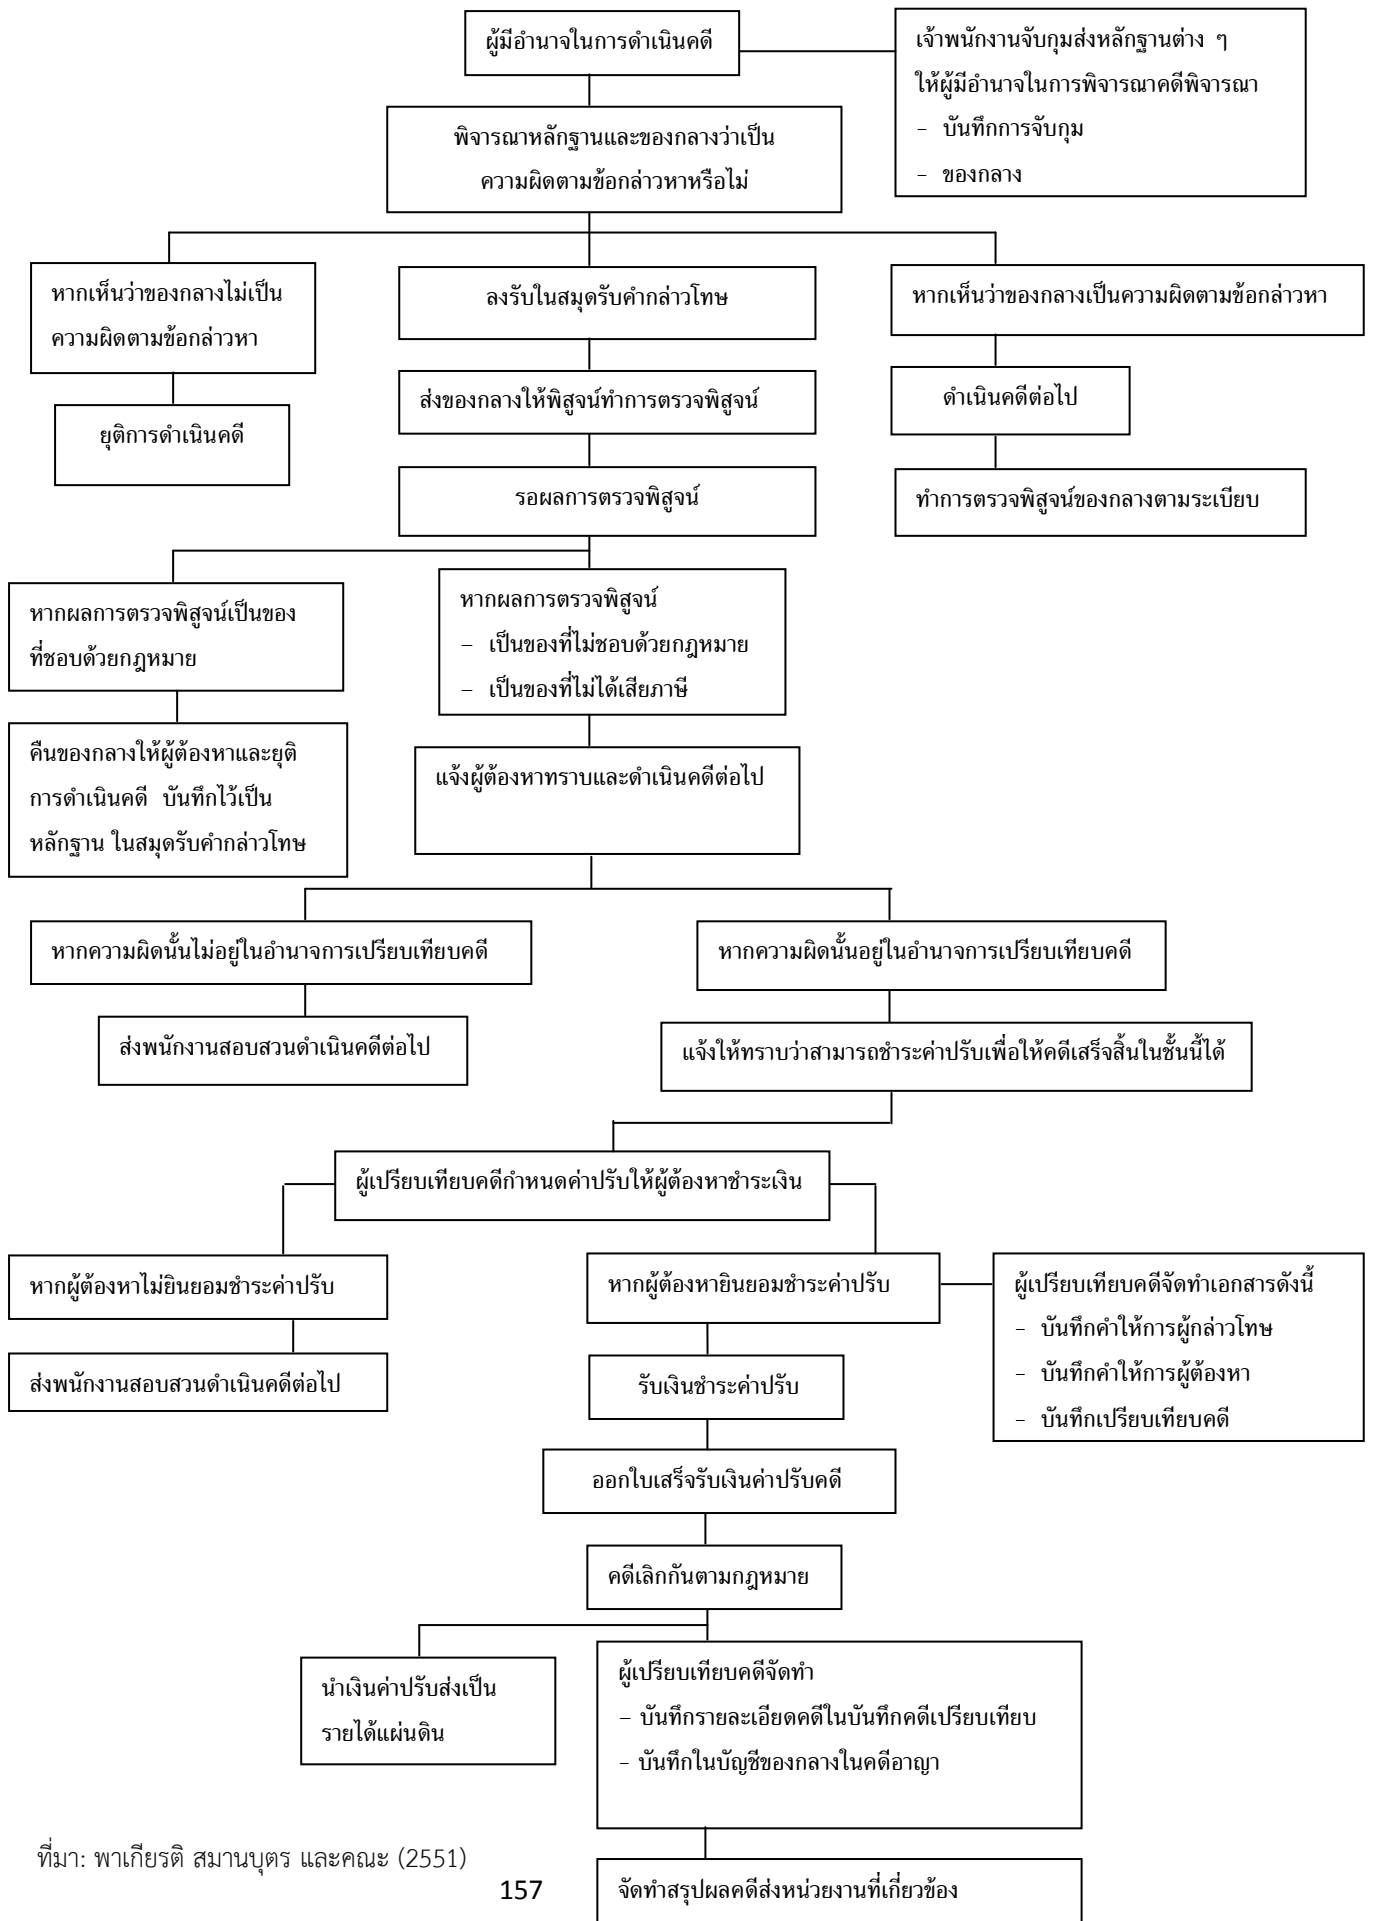 ผู้มีอำนาจในการดำเนินคดี
เจ้าพนักงานจับกุมส่งหลักฐานต่าง ๆ
ให้ผู้มีอำนาจในการพิจารณาคดีพิจารณา
- บันทึกการจับกุม
- ของกลาง
พิจารณาหลักฐานและของกลางว่าเป็น
ความผิดตามข้อกล่าวหาหรือไม่
หากเห็นว่าของกลางไม่เป็น
ความผิดตามข้อกล่าวหา
ลงรับในสมุดรับคำกล่าวโทษ
หากเห็นว่าของกลางเป็นความผิดตามข้อกล่าวหา
ยุติการดำเนินคดี
ส่งของกลางให้พิสูจน์ทำการตรวจพิสูจน์
ดำเนินคดีต่อไป
รอผลการตรวจพิสูจน์
ทำการตรวจพิสูจน์ของกลางตามระเบียบ
หากผลการตรวจพิสูจน์เป็นของ
ที่ชอบด้วยกฎหมาย
หากผลการตรวจพิสูจน์
- เป็นของที่ไม่ชอบด้วยกฎหมาย
- เป็นของที่ไม่ได้เสียภาษี
คืนของกลางให้ผู้ต้องหาและยุติ
การดำเนินคดี บันทึกไว้เป็น
หลักฐาน ในสมุดรับคำกล่าวโทษ
แจ้งผู้ต้องหาทราบและดำเนินคดีต่อไป
หากความผิดนั้นไม่อยู่ในอำนาจการเปรียบเทียบคดี
หากความผิดนั้นอยู่ในอำนาจการเปรียบเทียบคดี
ส่งพนักงานสอบสวนดำเนินคดีต่อไป
แจ้งให้ทราบว่าสามารถชำระค่าปรับเพื่อให้คดีเสร็จสิ้นในชั้นนี้ได้
ผู้เปรียบเทียบคดีกำหนดค่าปรับให้ผู้ต้องหาชำระเงิน
หากผู้ต้องหาไม่ยินยอมชำระค่าปรับ
หากผู้ต้องหายินยอมชำระค่าปรับ
ผู้เปรียบเทียบคดีจัดทำเอกสารดังนี้
- บันทึกคำให้การผู้กล่าวโทษ
- บันทึกคำให้การผู้ต้องหา
- บันทึกเปรียบเทียบคดี
ส่งพนักงานสอบสวนดำเนินคดีต่อไป
รับเงินชำระค่าปรับ
ออกใบเสร็จรับเงินค่าปรับคดี
คดีเลิกกันตามกฎหมาย
นำเงินค่าปรับส่งเป็น
รายได้แผ่นดิน
ผู้เปรียบเทียบคดีจัดทำ
- บันทึกรายละเอียดคดีในบันทึกคดีเปรียบเทียบ
- บันทึกในบัญชีของกลางในคดีอาญา
จัดทำสรุปผลคดีส่งหน่วยงานที่เกี่ยวข้อง
ที่มา: พาเกียรติ สมานบุตร และคณะ (2551)
157